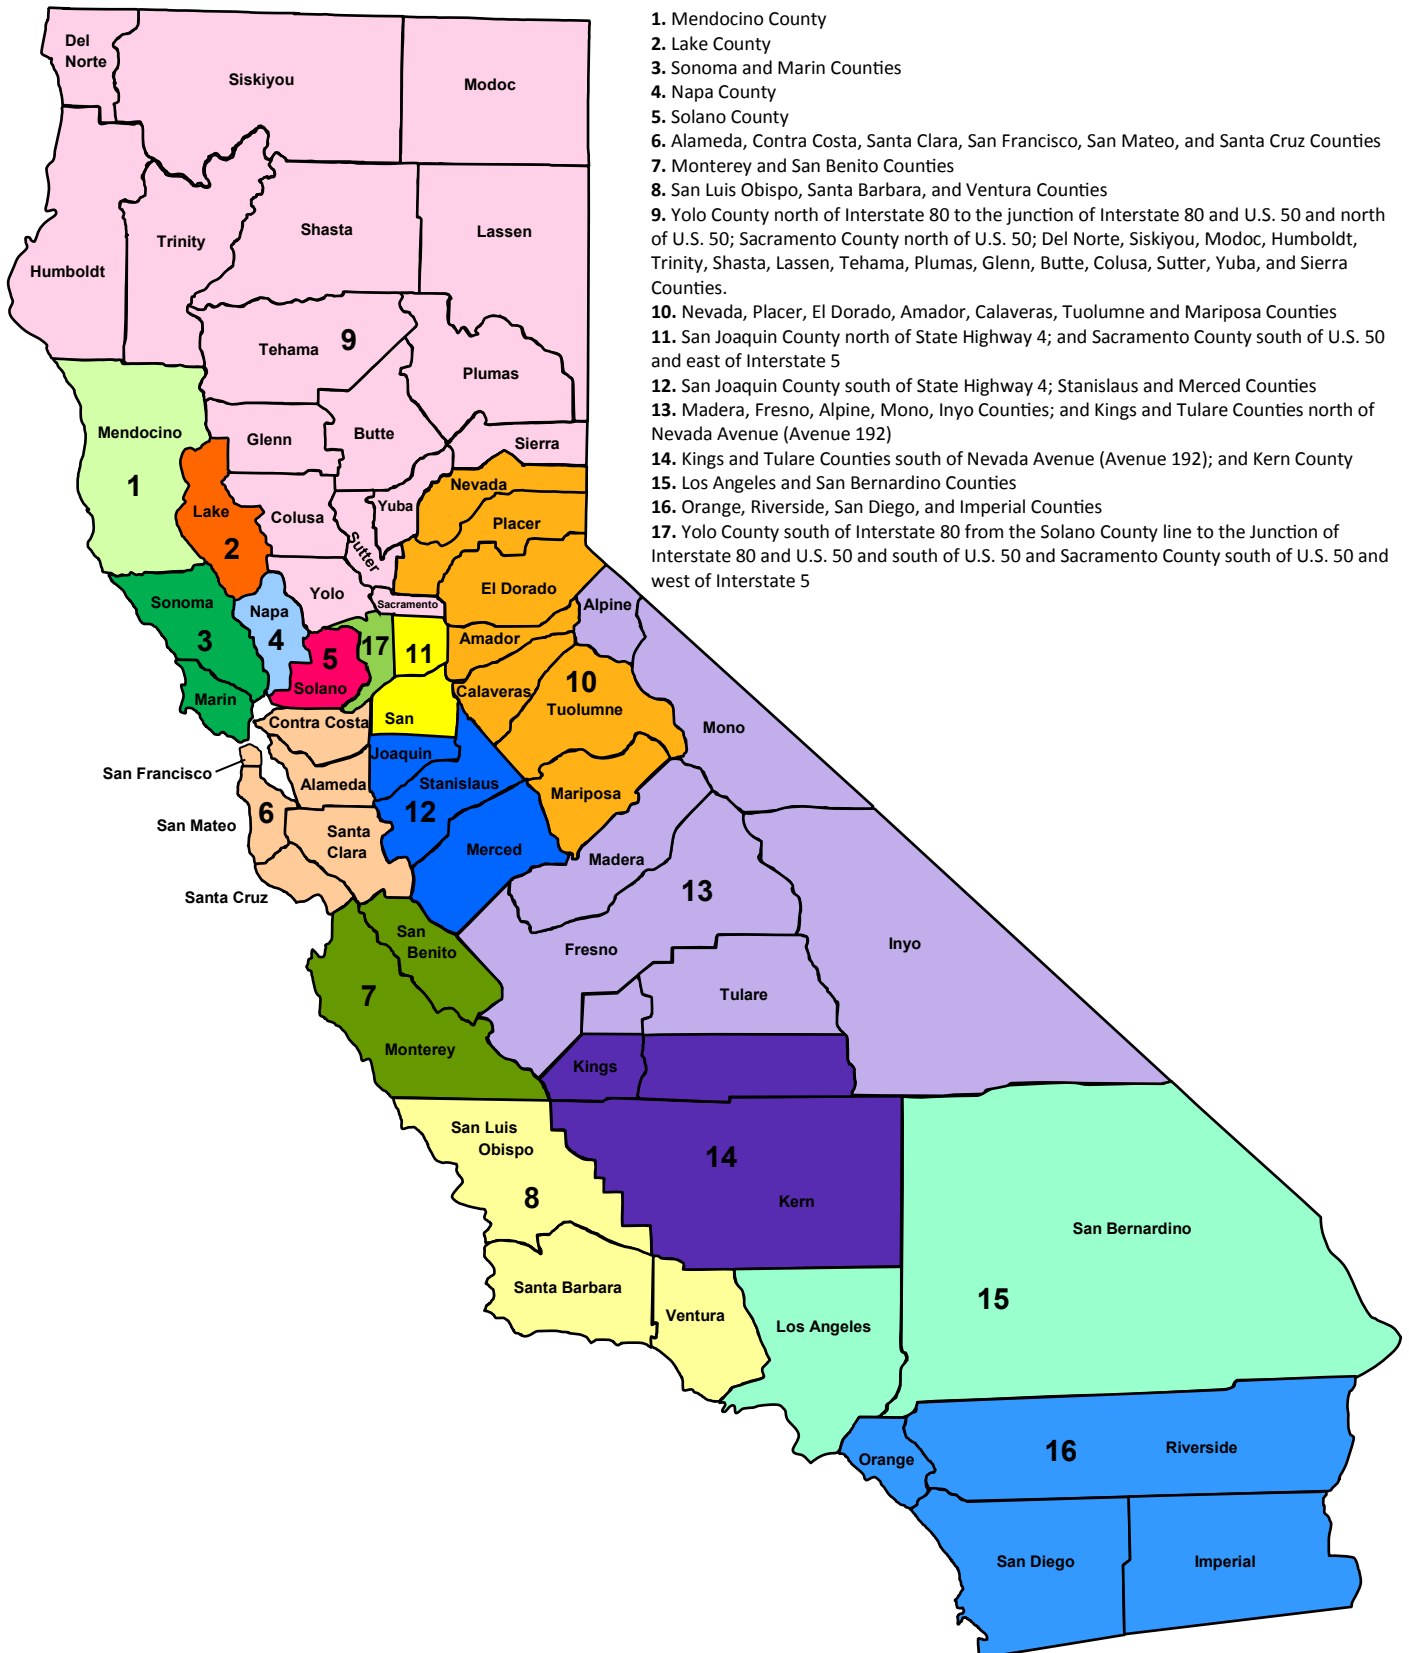 1. Mendocino County
2. Lake County
3. Sonoma and Marin Counties
4. Napa County
5. Solano County
6. Alameda, Contra Costa, Santa Clara, San Francisco, San Mateo, and Santa Cruz Counties
7. Monterey and San Benito Counties
8. San Luis Obispo, Santa Barbara, and Ventura Counties
9. Yolo County north of Interstate 80 to the junction of Interstate 80 and U.S. 50 and north
of U.S. 50; Sacramento County north of U.S. 50; Del Norte, Siskiyou, Modoc, Humboldt,
Trinity, Shasta, Lassen, Tehama, Plumas, Glenn, Butte, Colusa, Sutter, Yuba, and Sierra
Counties.
10. Nevada, Placer, El Dorado, Amador, Calaveras, Tuolumne and Mariposa Counties
11. San Joaquin County north of State Highway 4; and Sacramento County south of U.S. 50
and east of Interstate 5
12. San Joaquin County south of State Highway 4; Stanislaus and Merced Counties
13. Madera, Fresno, Alpine, Mono, Inyo Counties; and Kings and Tulare Counties north of
Nevada Avenue (Avenue 192)
14. Kings and Tulare Counties south of Nevada Avenue (Avenue 192); and Kern County
15. Los Angeles and San Bernardino Counties
16. Orange, Riverside, San Diego, and Imperial Counties
17. Yolo County south of Interstate 80 from the Solano County line to the Junction of
Interstate 80 and U.S. 50 and south of U.S. 50 and Sacramento County south of U.S. 50 and
west of Interstate 5
Del
Norte
Siskiyou
Modoc
Humboldt
Trinity
Shasta
Lassen
Tehama
9
Plumas
Mendocino
1
Glenn
Butte
Sierra
Lake
2
Colusa
Sutter
Yuba
Nevada
Placer
Sonoma
3
Marin
Napa
4
Yolo
Sacramento
El Dorado
Alpine
5
Solano
17
11
Amador
Calaveras
10
Tuolumne
Mono
Contra Costa
San
Joaquin
San Francisco
Alameda
Stanislaus
12
Mariposa
San Mateo
6
Santa
Clara
Merced
Madera
13
Santa Cruz
San
Benito
Fresno
Inyo
7
Tulare
Monterey
Kings
San Luis
Obispo
8
14
Kern
San Bernardino
15
Santa Barbara
Ventura
Los Angeles
Orange
16
Riverside
San Diego
Imperial